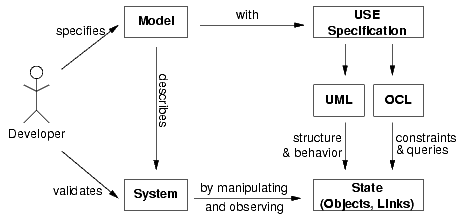 Model
with
USE
Specification
specifies
describes
UML
OCL
Developer
structure
& behavior
constraints
& queries
validates
System
by manipulating
and observing
State
(Objects, Links)